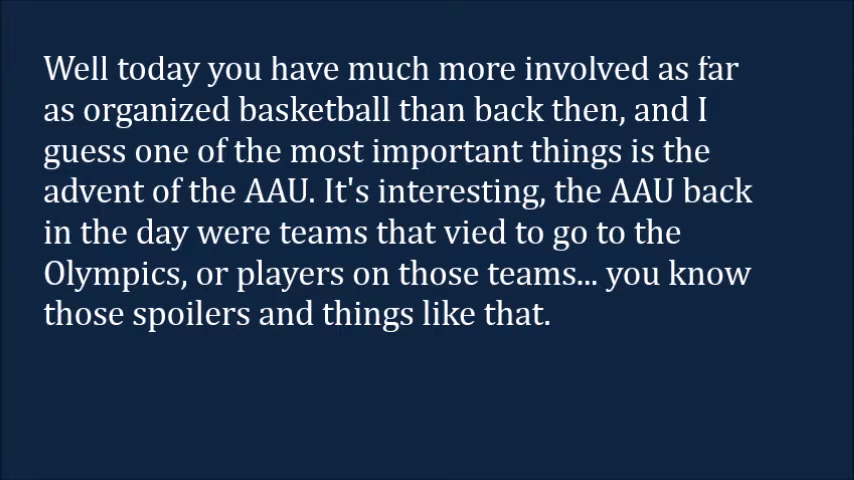 Well today you have much more involved as far
as organized basketball than back then, and I
guess one of the most important things is the
advent of the AAU. It's interesting, the AAU back
in the day were teams that vied to go to the
Olympics, or players on those teams... you know
those spoilers and things like that.